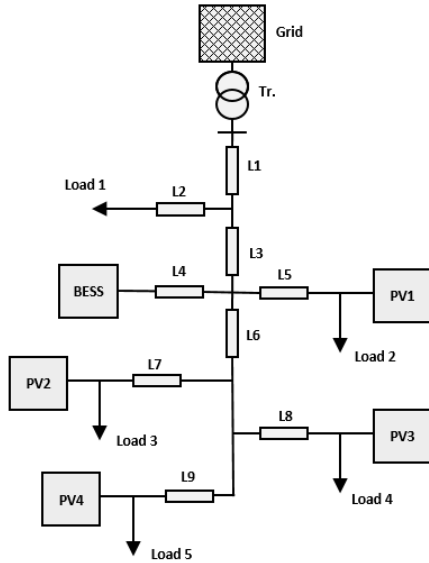 Grid
Tr.
L1
Load 1
L2
L3
BESS
L4
L5
PV1
L6
Load 2
PV2
L7
Load 3
L8
PV3
PV4
L9
Load 4
Load 5